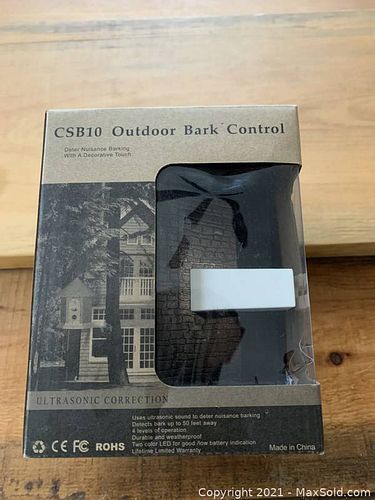 CSB10 Outdoor Bark Control
Deter Nuisance Barking
With A Decorative Touch
ULTRASONIC CORRECTION
Uses ultrasonic sound to deter nuisance barking
Detects bark up to 50 feet away
4 levels of operation
Durable and weatherproof
Two color LED for good /low battery indication
Lifetime Limited Warranty
CE FC ROHS
Made in China
Copyright 2021 - MaxSold.com